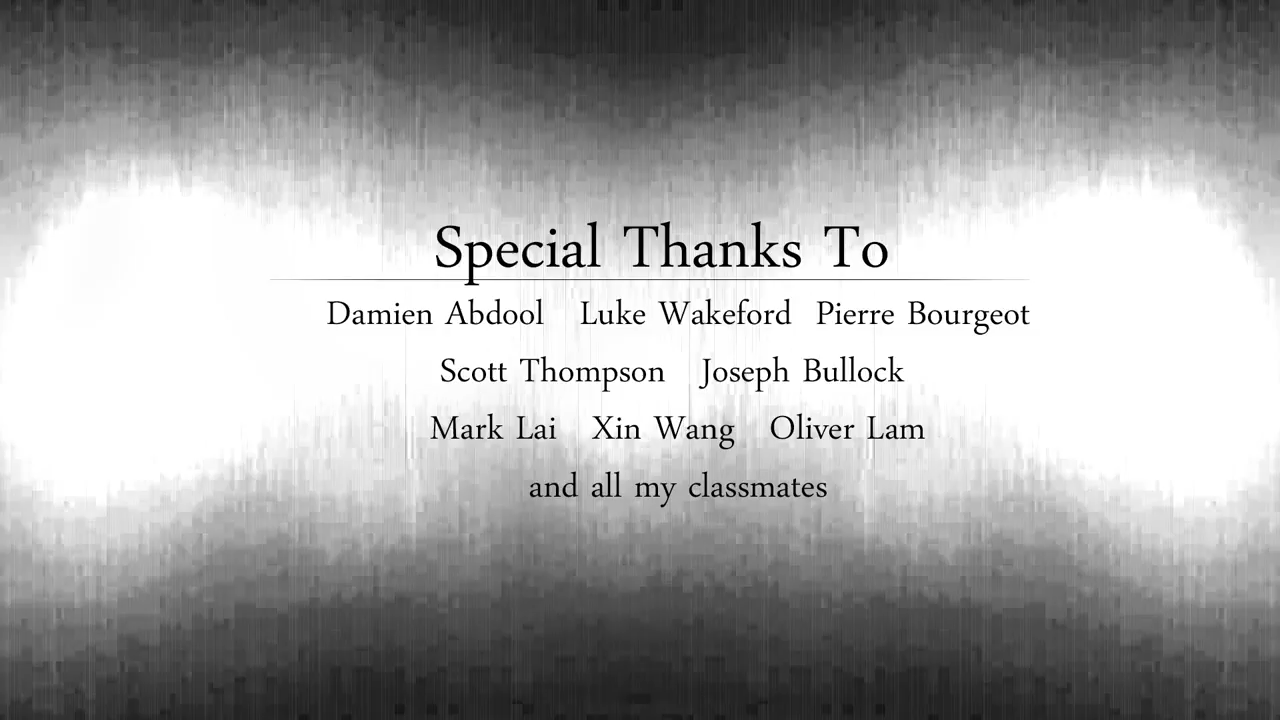 Special Thanks To
Damien Abdool Luke Wakeford Pierre Bourgeot
Scott Thompson Joseph Bullock
Mark Lai Xin Wang Oliver Lam
and all my classmates